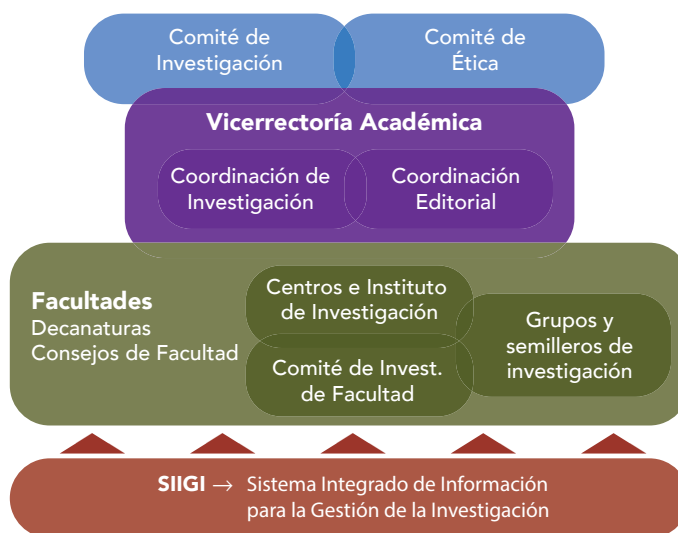 Comité de
Investigación
Comité de
Ética
Vicerrectoría Académica
Coordinación de
Investigación
Coordinación
Editorial
Facultades
Decanaturas
Consejos de Facultad
Centros e Instituto
de Investigación
Comité de Invest.
de Facultad
Grupos y
semilleros de
investigación
SIIGI → Sistema Integrado de Información
para la Gestión de la Investigación